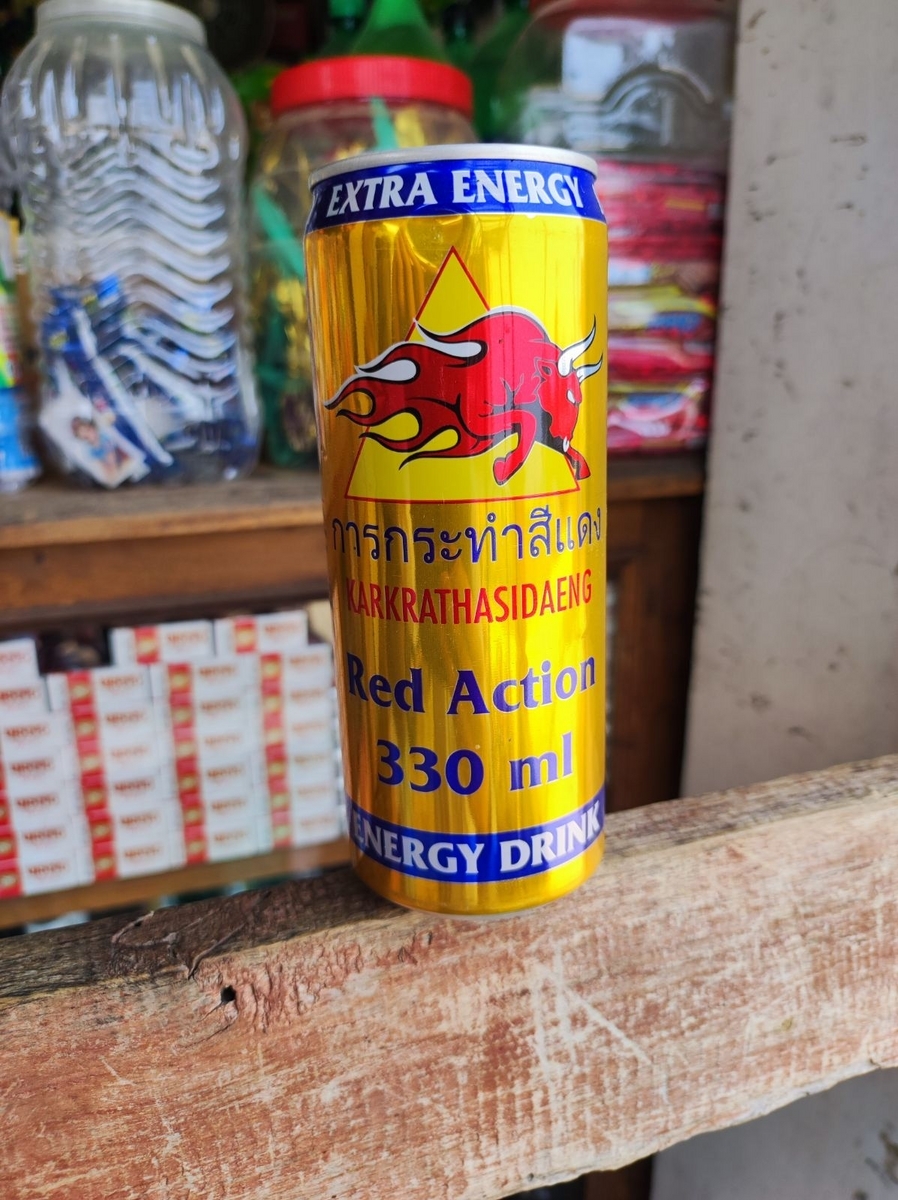 EXTRA ENERGY
การกระทำสีแดง
KARKRATHASIDAENG
Red Action
330 ml
ENERGY DRINK